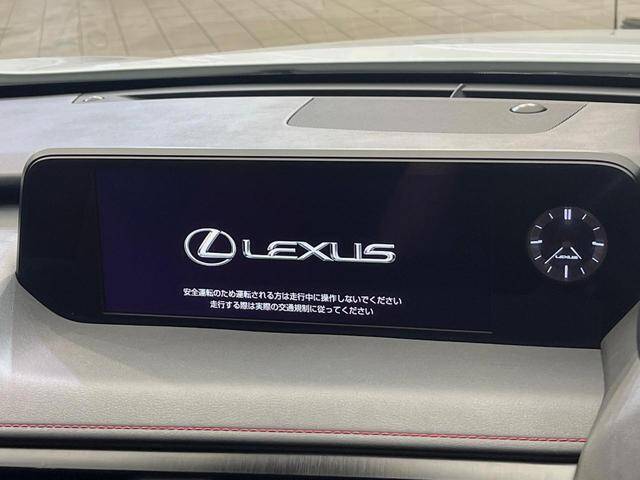 LEXUS
安全運転のため運転される方は走行中に操作しないでください
走行する際は実際の交通規制に従ってください
LEXUS